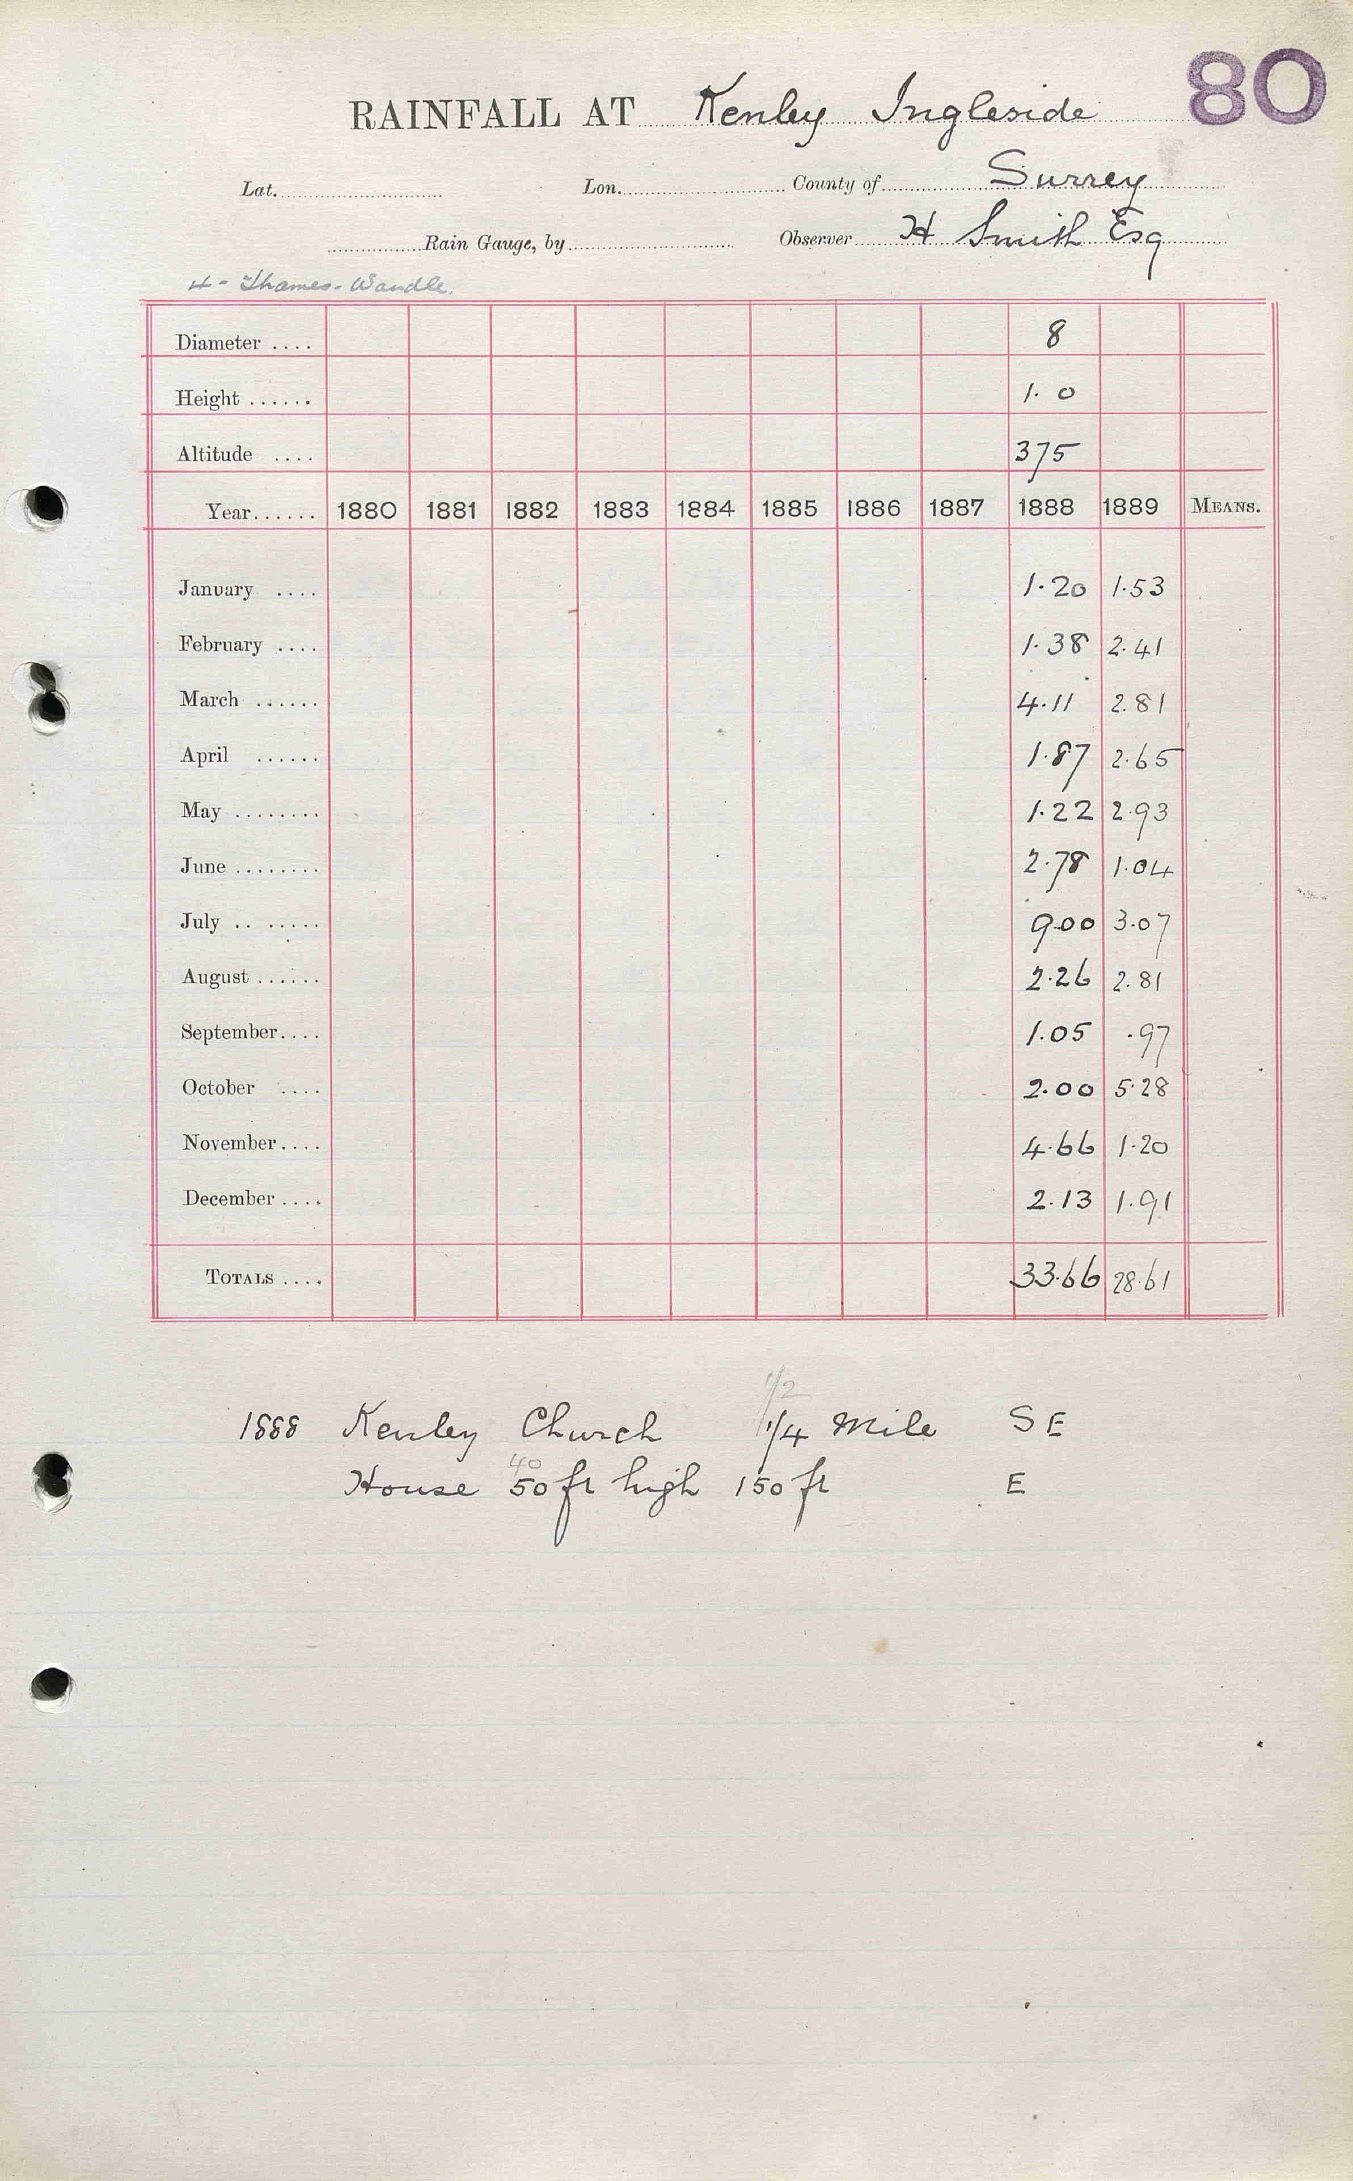 80
RAINFALL AT Kenley Ingleside
Lat. Lon. County of Surrey
Rain Gauge, by Observer H Smith Esq
4 - Thames - Wandle.
Diameter .... 8
Height ...... 1. 0
Altitude .... 375
Year...... 1880 1881 1882 1883 1884 1885 1886 1887 1888 1889 MEANS.
January .... 1.20 1.53
February .... 1.38 2.41
March ...... 4.11 2.81
April ...... 1.87 2.65
May ........ 1.22 2.93
June ........ 2.78 1.04
July .. ..... 9.00 3.07
August ...... 2.26 2.81
September.... 1.05 .97
October .... 2.00 5.28
November.... 4.66 1.20
December.... 2.13 1.91
TOTALS .... 33.66 28.61
1/2
1888 Kenley Church 1/4 Mile S E
40
House 50 ft high 150 ft E